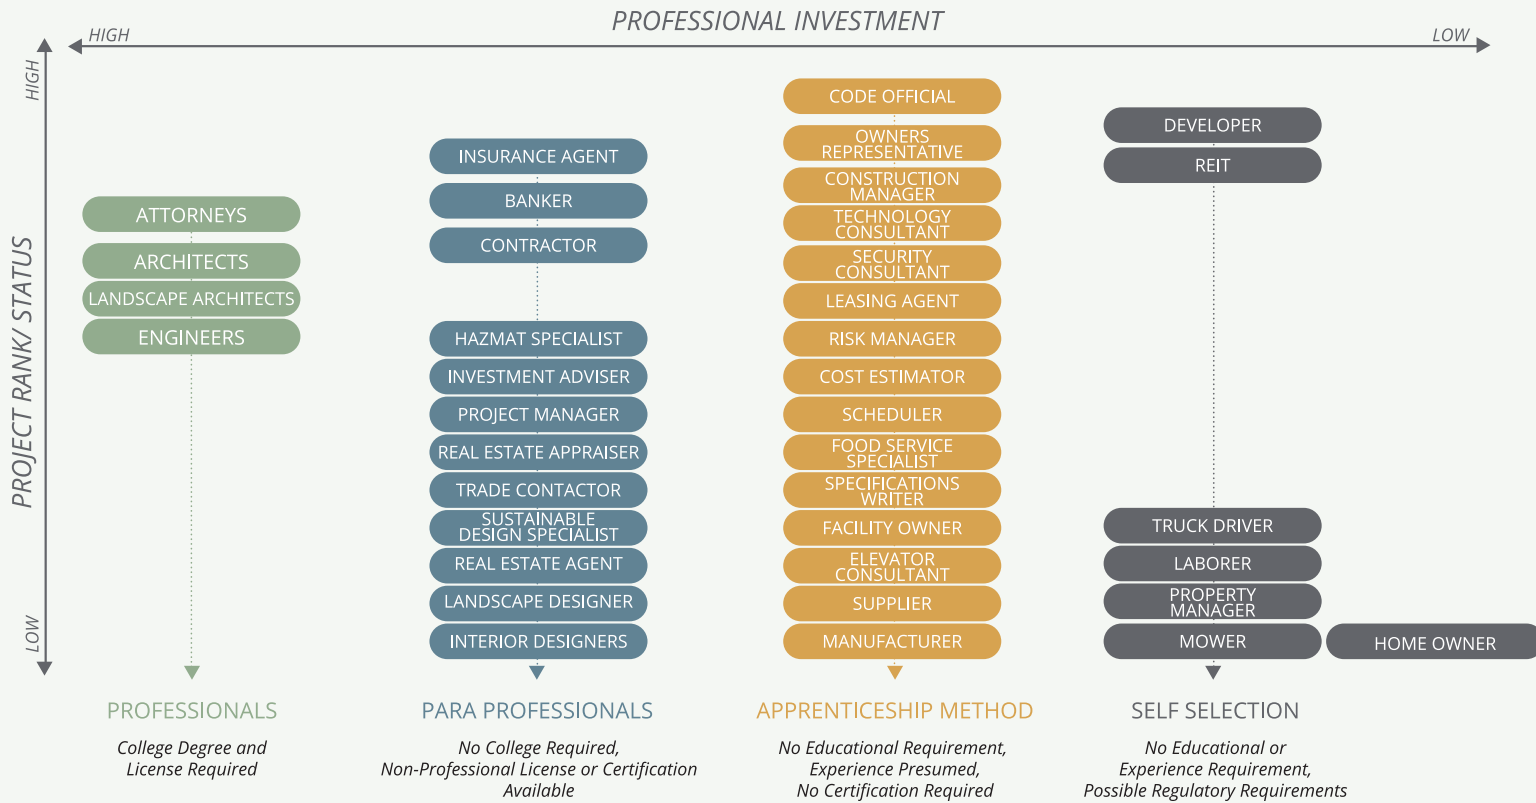 PROFESSIONAL INVESTMENT
HIGH
LOW
HIGH
PROJECT RANK/ STATUS
LOW
ATTORNEYS
ARCHITECTS
LANDSCAPE ARCHITECTS
ENGINEERS
PROFESSIONALS
College Degree and
License Required
INSURANCE AGENT
BANKER
CONTRACTOR
HAZMAT SPECIALIST
INVESTMENT ADVISER
PROJECT MANAGER
REAL ESTATE APPRAISER
TRADE CONTACTOR
SUSTAINABLE
DESIGN SPECIALIST
REAL ESTATE AGENT
LANDSCAPE DESIGNER
INTERIOR DESIGNERS
PARA PROFESSIONALS
No College Required,
Non-Professional License or Certification
Available
CODE OFFICIAL
OWNERS
REPRESENTATIVE
CONSTRUCTION
MANAGER
TECHNOLOGY
CONSULTANT
SECURITY
CONSULTANT
LEASING AGENT
RISK MANAGER
COST ESTIMATOR
SCHEDULER
FOOD SERVICE
SPECIALIST
SPECIFICATIONS
WRITER
FACILITY OWNER
ELEVATOR
CONSULTANT
SUPPLIER
MANUFACTURER
APPRENTICESHIP METHOD
No Educational Requirement,
Experience Presumed,
No Certification Required
DEVELOPER
REIT
TRUCK DRIVER
LABORER
PROPERTY
MANAGER
MOWER
HOME OWNER
SELF SELECTION
No Educational or
Experience Requirement,
Possible Regulatory Requirements